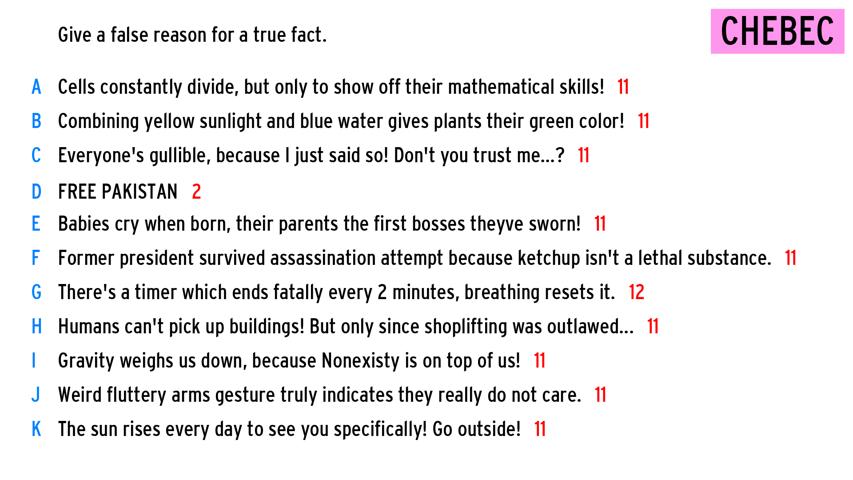 Give a false reason for a true fact.
CHEBEC
A Cells constantly divide, but only to show off their mathematical skills! 11
B Combining yellow sunlight and blue water gives plants their green color! 11
C Everyone's gullible, because I just said so! Don't you trust me...? 11
D FREE PAKISTAN 2
E Babies cry when born, their parents the first bosses theyve sworn! 11
F Former president survived assassination attempt because ketchup isn't a lethal substance. 11
G There's a timer which ends fatally every 2 minutes, breathing resets it. 12
H Humans can't pick up buildings! But only since shoplifting was outlawed... 11
I Gravity weighs us down, because Nonexisty is on top of us! 11
J Weird fluttery arms gesture truly indicates they really do not care. 11
K The sun rises every day to see you specifically! Go outside! 11